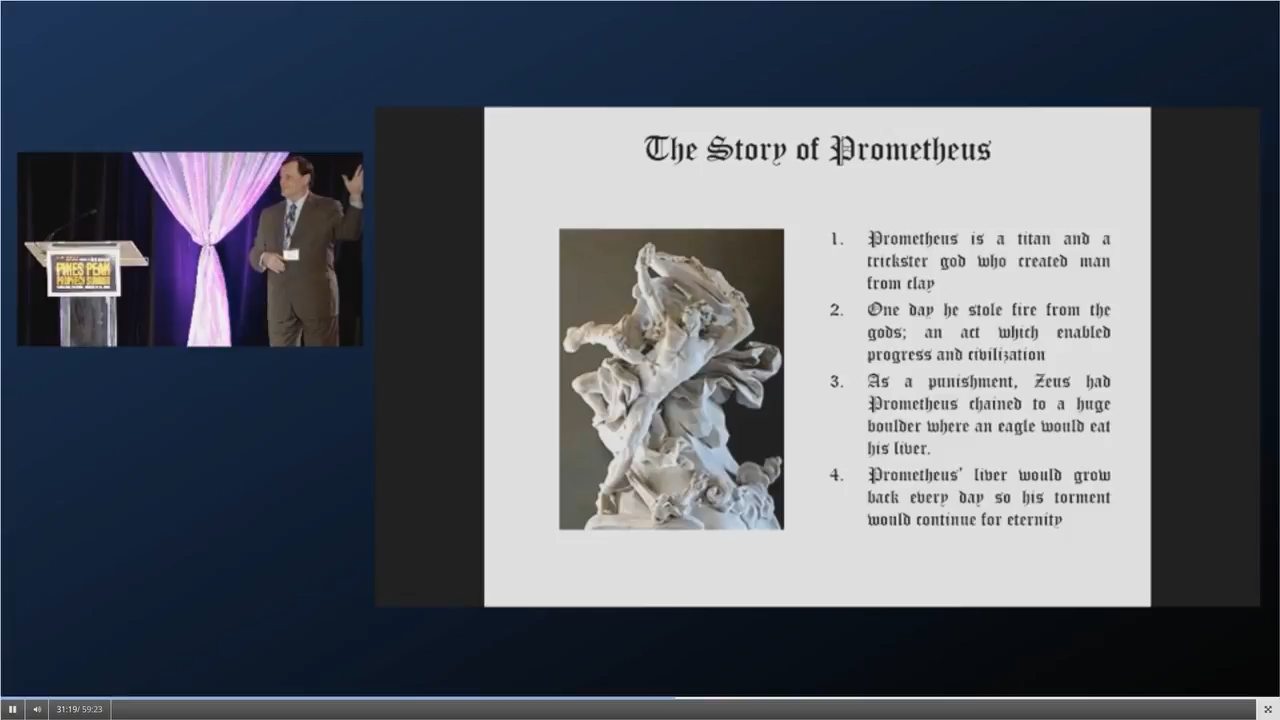 The Story of Prometheus
1. Prometheus is a titan and a
trickster god who created man
from clay
2. One day he stole fire from the
gods; an act which enabled
progress and civilization
3. As a punishment, Zeus had
Prometheus chained to a huge
boulder where an eagle would eat
his liver.
4. Prometheus' liver would grow
back every day so his torment
would continue for eternity
PIKES PEAK
PROPHECY SUMMIT
31:19/ 59:23